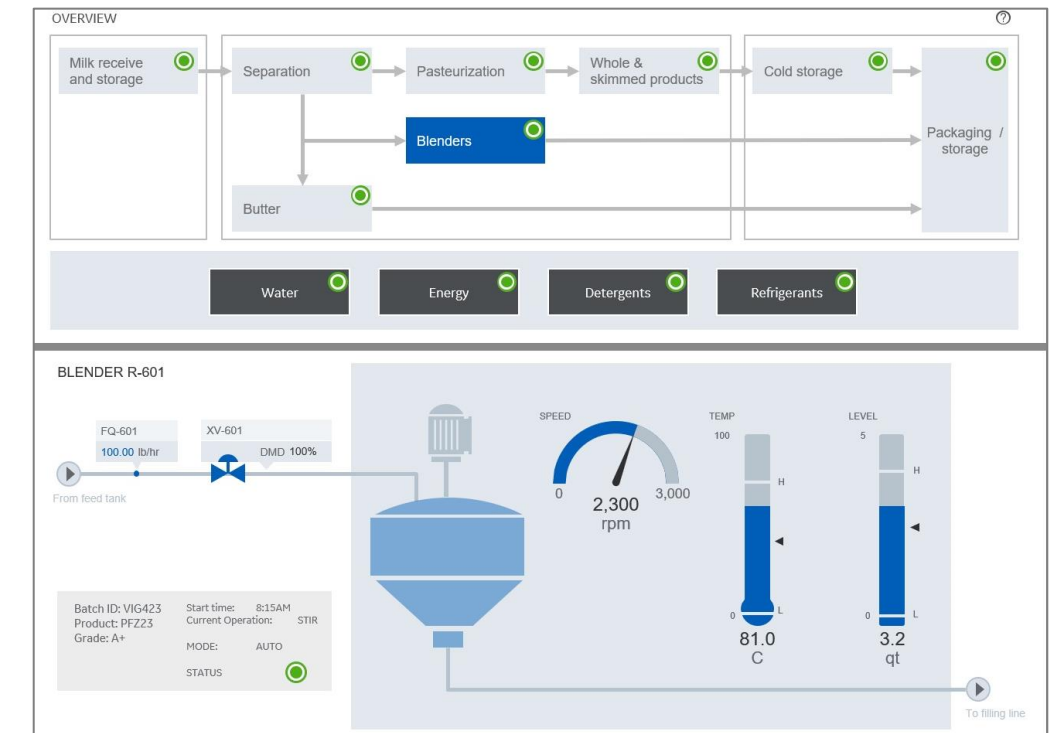 OVERVIEW
?
Milk receive
and storage
Separation
Pasteurization
Whole &
skimmed products
Cold storage
Packaging /
storage
Blenders
Butter
Water
Energy
Detergents
Refrigerants
BLENDER R-601
FQ-601
100.00 lb/hr
XV-601
DMD 100%
From feed tank
SPEED
0
3,000
2,300
rpm
TEMP
100
H
0
L
81.0
C
LEVEL
5
H
0
L
3.2
qt
Batch ID: VIG423
Product: PFZ23
Grade: A+
Start time: 8:15AM
Current Operation: STIR
MODE: AUTO
STATUS
To filling line